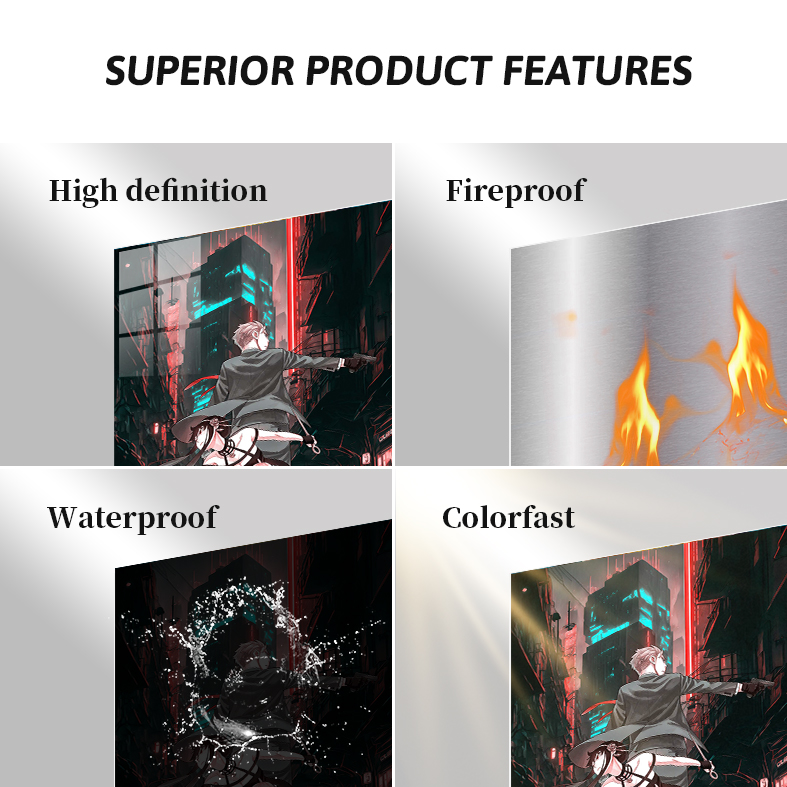 SUPERIOR PRODUCT FEATURES
High definition
Fireproof
Waterproof
Colorfast